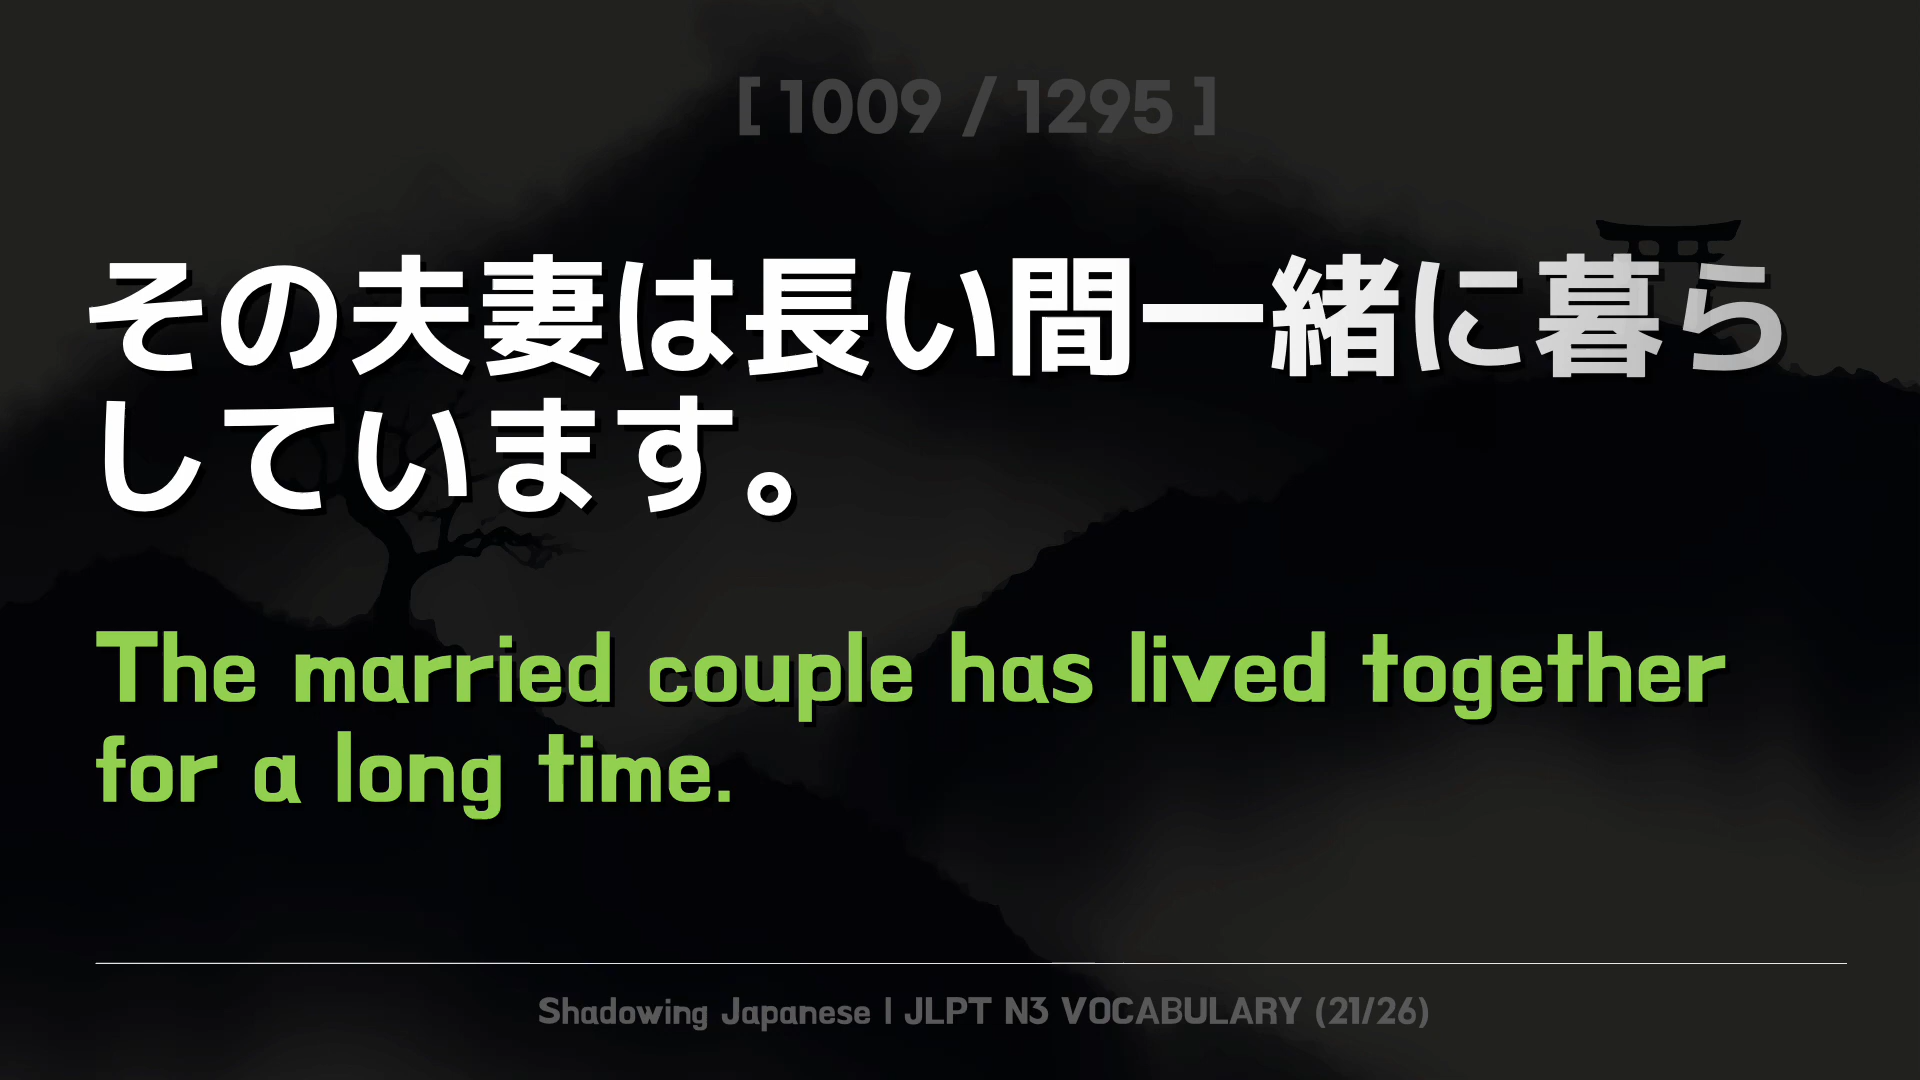 [ 1009 / 1295 ]
その夫妻は長い間一緒に暮ら
しています。
The married couple has lived together
for a long time.
Shadowing Japanese | JLPT N3 VOCABULARY (21/26)